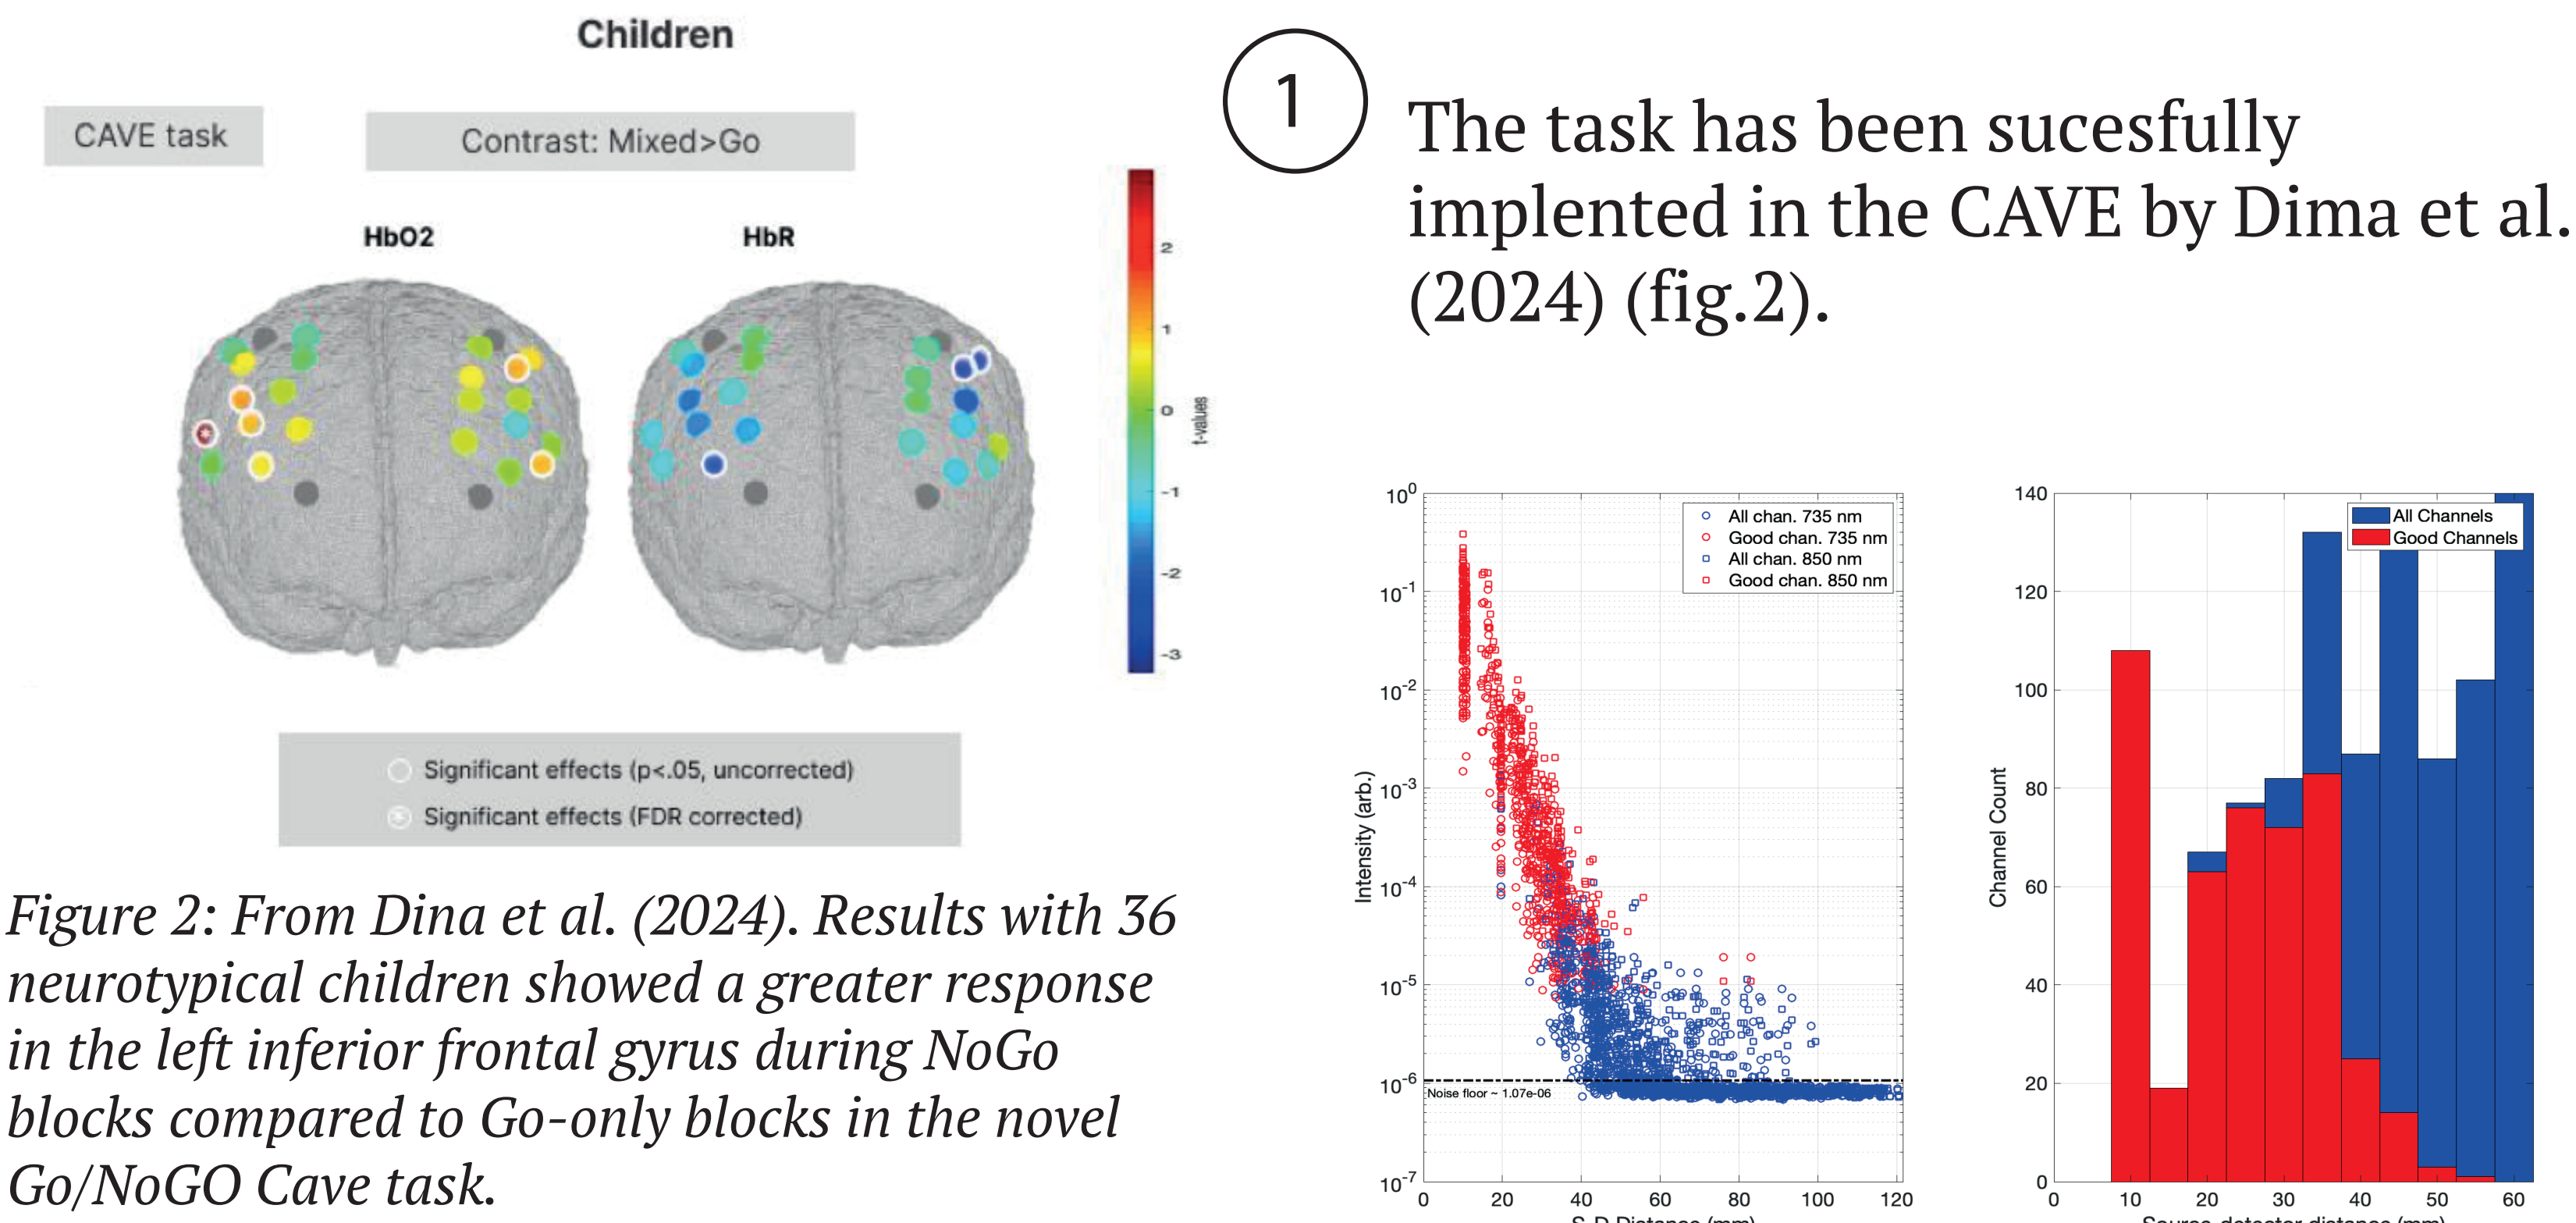 Children
CAVE task
Contrast: Mixed>Go
HbO2
HbR
2
1
0
-1
-2
-3
t-values
Significant effects (p<.05, uncorrected)
Significant effects (FDR corrected)
Figure 2: From Dina et al. (2024). Results with 36
neurotypical children showed a greater response
in the left inferior frontal gyrus during NoGo
blocks compared to Go-only blocks in the novel
Go/NoGO Cave task.
1
The task has been sucesfully
implented in the CAVE by Dima et al.
(2024) (fig.2).
10^0
10^-1
10^-2
10^-3
10^-4
10^-5
10^-6
10^-7
Intensity (arb.)
All chan. 735 nm
Good chan. 735 nm
All chan. 850 nm
Good chan. 850 nm
Noise floor ~ 1.07e-06
0 20 40 60 80 100 120
S-D Distance (mm)
140
120
100
80
60
40
20
0
Channel Count
All Channels
Good Channels
0 10 20 30 40 50 60
Source-detector distance (mm)